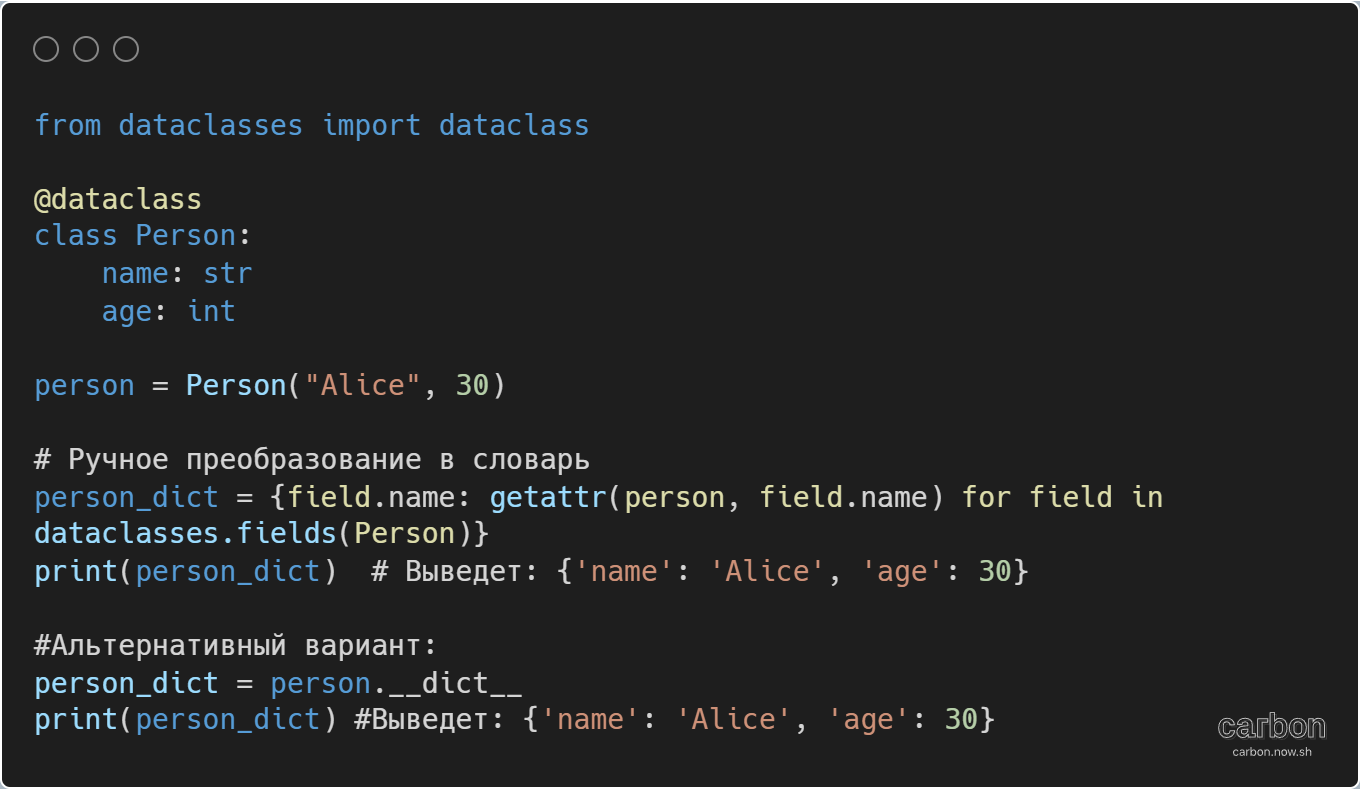 from dataclasses import dataclass
@dataclass
class Person:
    name: str
    age: int
person = Person("Alice", 30)
# Ручное преобразование в словарь
person_dict = {field.name: getattr(person, field.name) for field in
dataclasses.fields(Person)}
print(person_dict)  # Выведет: {'name': 'Alice', 'age': 30}
#Альтернативный вариант:
person_dict = person.__dict__
print(person_dict) #Выведет: {'name': 'Alice', 'age': 30}
carbon
carbon.now.sh